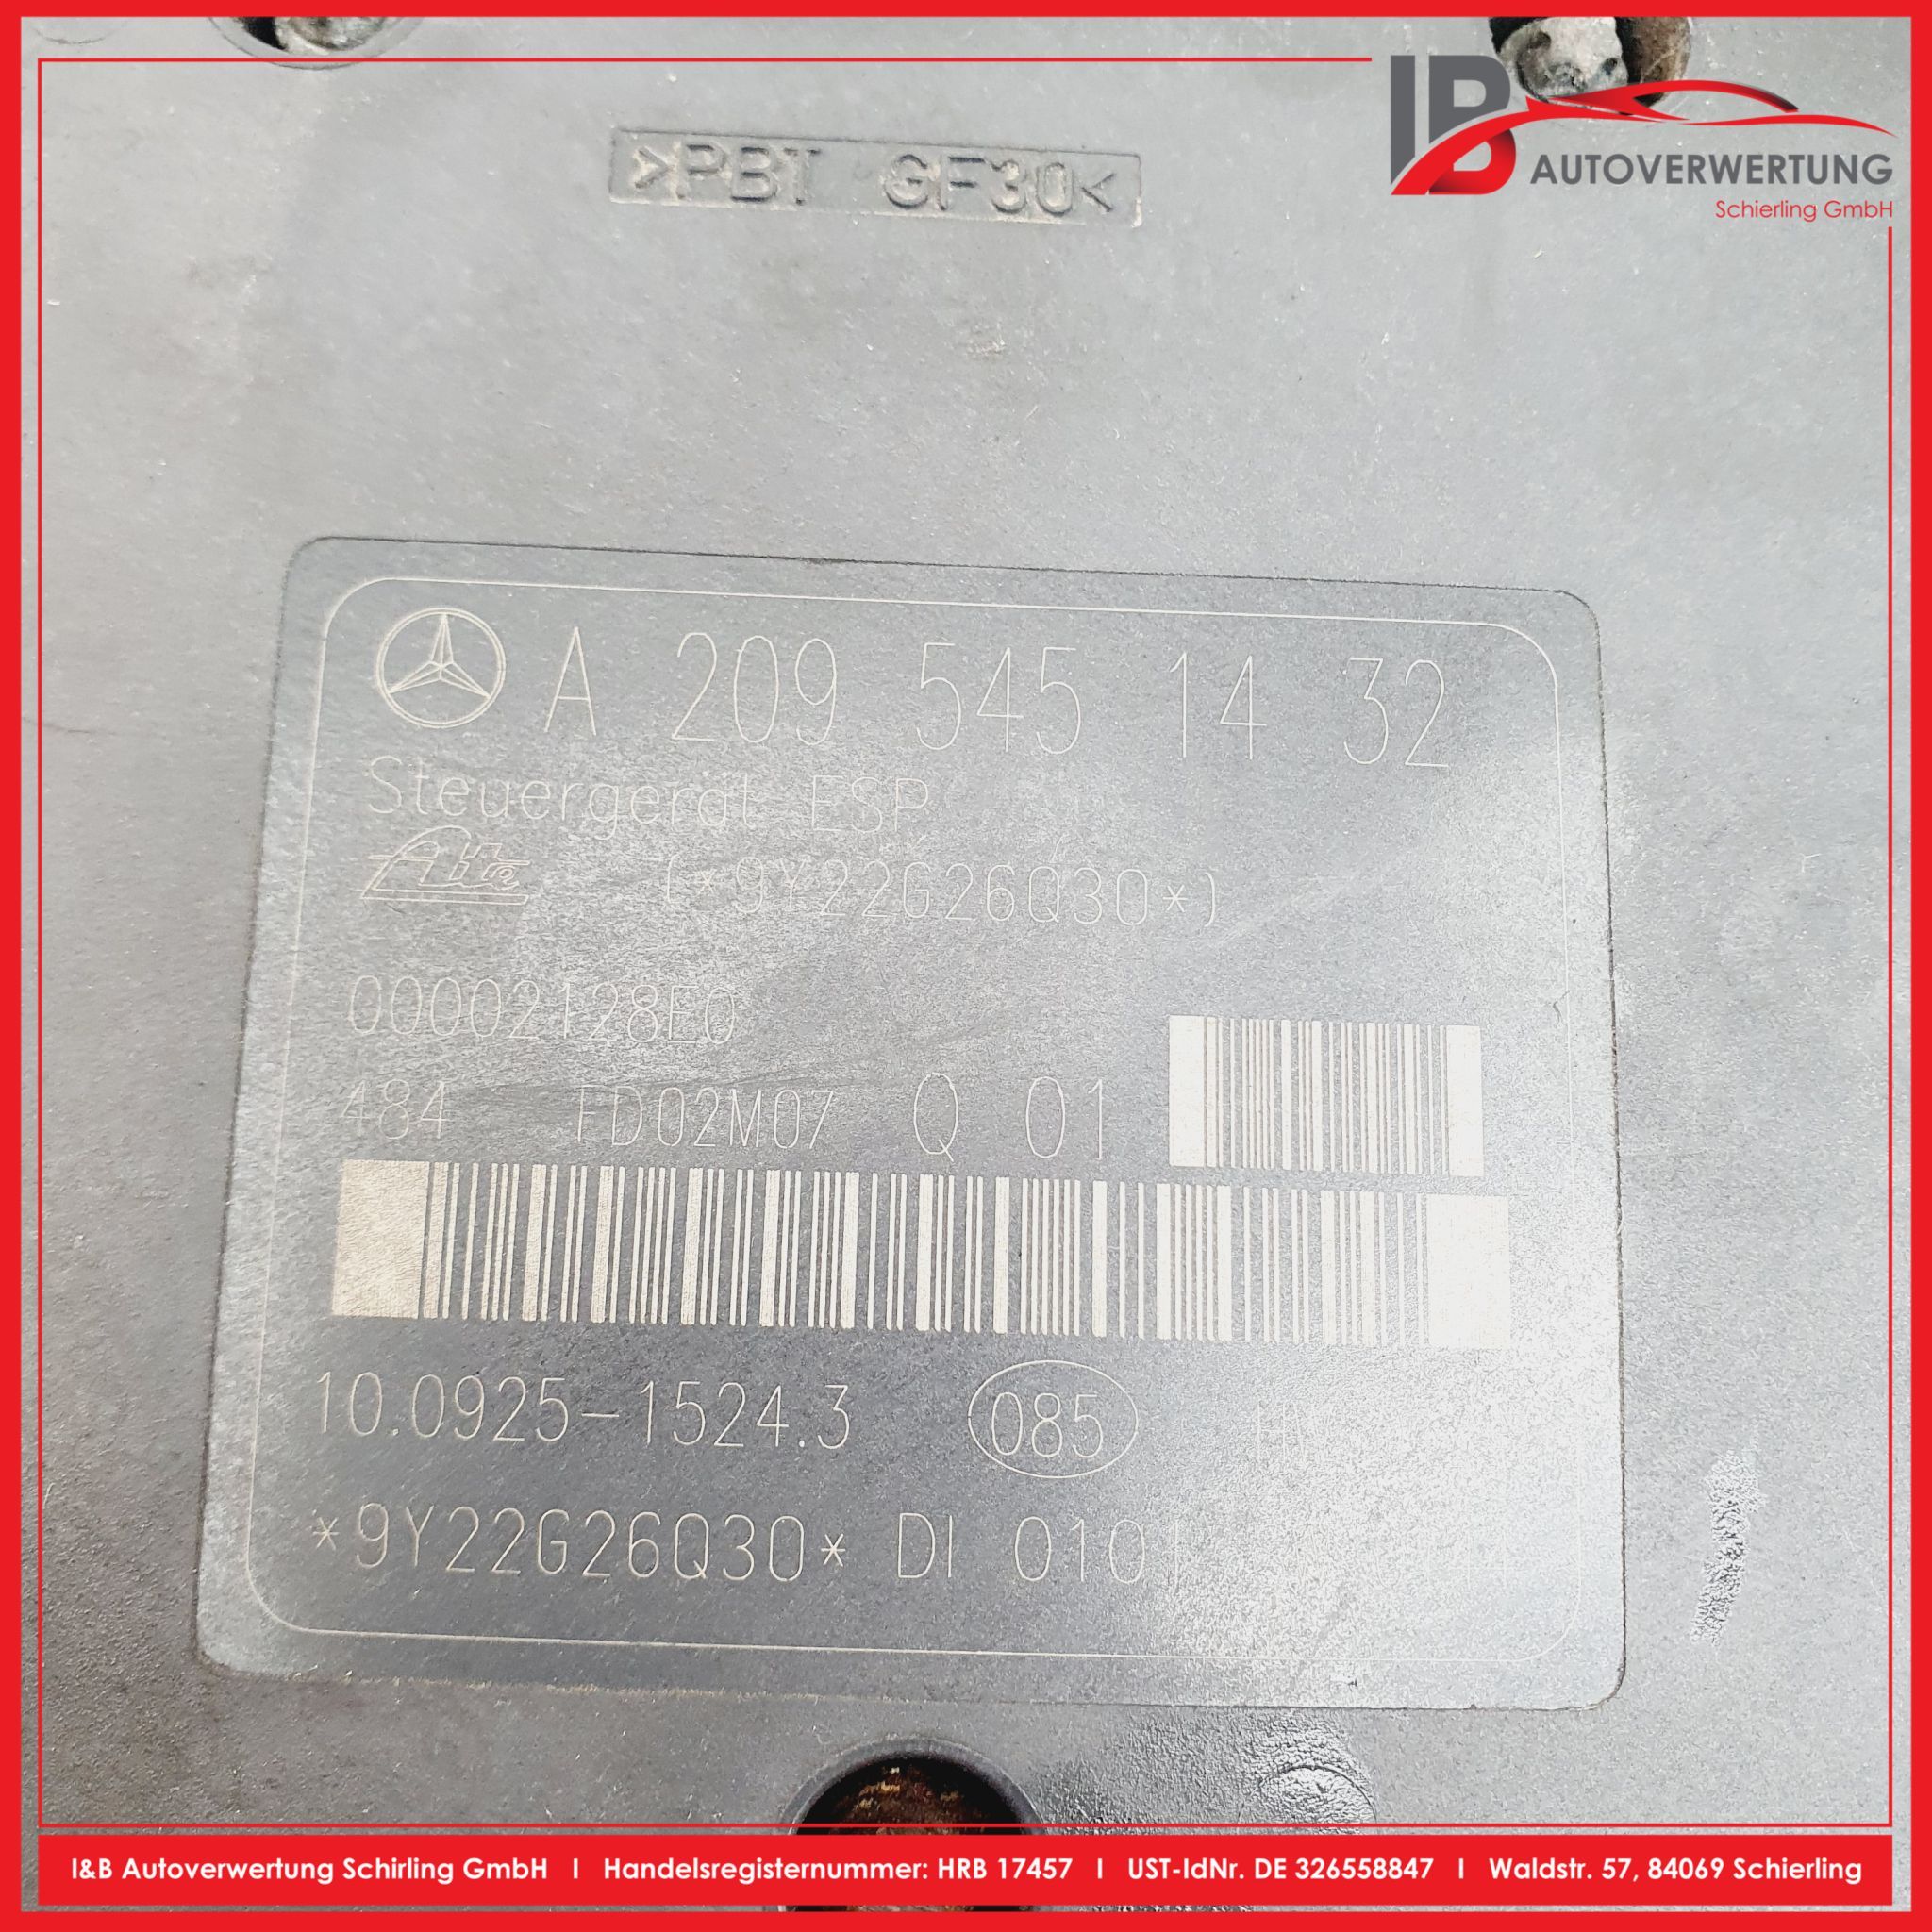 IB
AUTOVERWERTUNG
Schierling GmbH
>PBT GF30<
A 209 545 14 32
Steuergerät ESP
Ate (*9Y22G26Q30*)
00002128E0
484 FD02M07 Q 01
10.0925-1524.3 085
*9Y22G26Q30* DI 010
I&B Autoverwertung Schirling GmbH I Handelsregisternummer: HRB 17457 I UST-IdNr. DE 326558847 I Waldstr. 57, 84069 Schierling